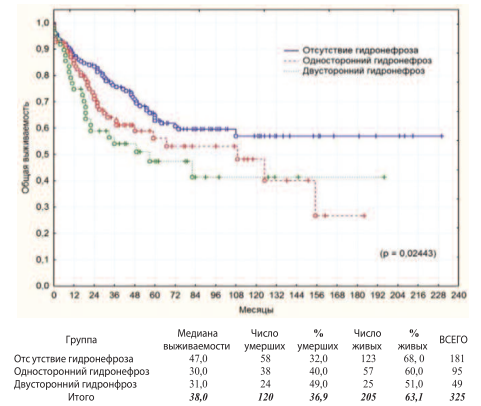 Общая выживаемость
1,0
0,9
0,8
0,7
0,6
0,5
0,4
0,3
0,2
0,1
0,0
Отсутствие гидронефроза
Односторонний гидронефроз
Двусторонний гидронефроз
(p = 0,02443)
0 12 24 36 48 60 72 84 96 108 120 132 144 156 168 180 192 204 216 228 240
Месяцы
Группа Медиана выживаемости Число умерших % умерших Число живых % живых ВСЕГО
Отс утствие гидронефроза 47,0 58 32,0 123 68, 0 181
Односторонний гидронефроз 30,0 38 40,0 57 60,0 95
Двусторонний гидронфроз 31,0 24 49,0 25 51,0 49
Итого 38,0 120 36,9 205 63,1 325